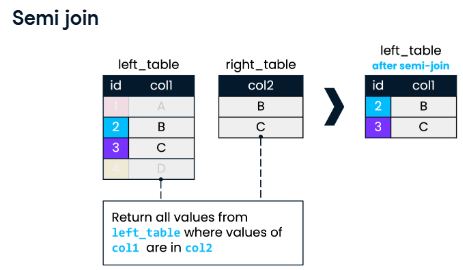 Semi join
left_table
right_table
left_table
after semi-join
id col1
col2
id col1
1 A
B
2 B
2 B
C
3 C
3 C
D
Return all values from
left_table where values of
col1 are in col2